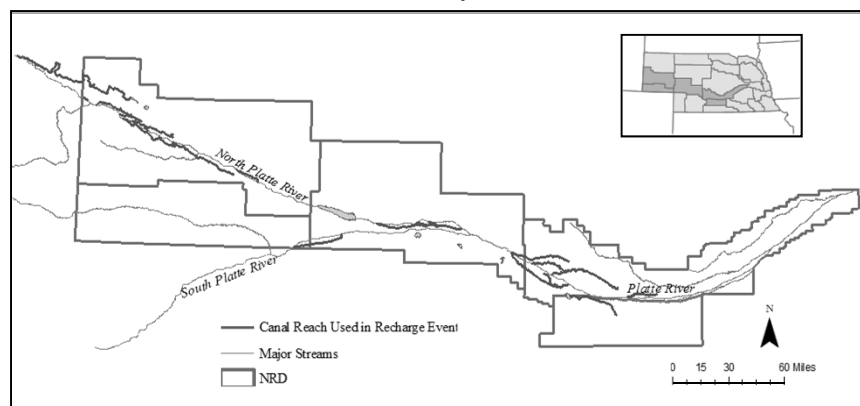 North Platte River
South Platte River
Platte River
Canal Reach Used in Recharge Event
Major Streams
NRD
N
0 15 30 60 Miles